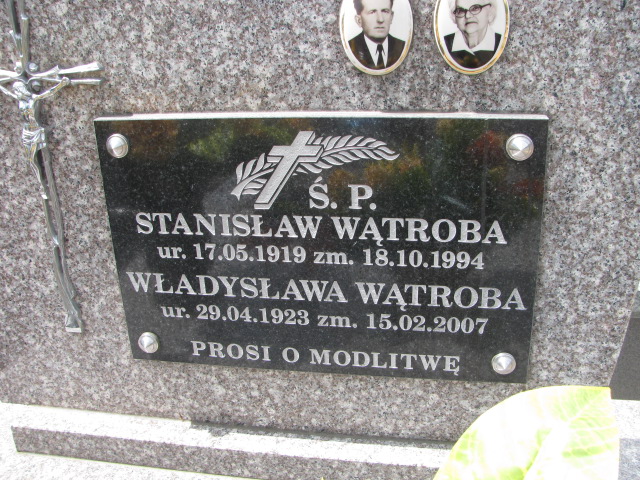 Ś. P.
STANISŁAW WĄTROBA
ur. 17.05.1919 zm. 18.10.1994
WŁADYSŁAWA WĄTROBA
ur. 29.04.1923 zm. 15.02.2007
PROSI O MODLITWĘ